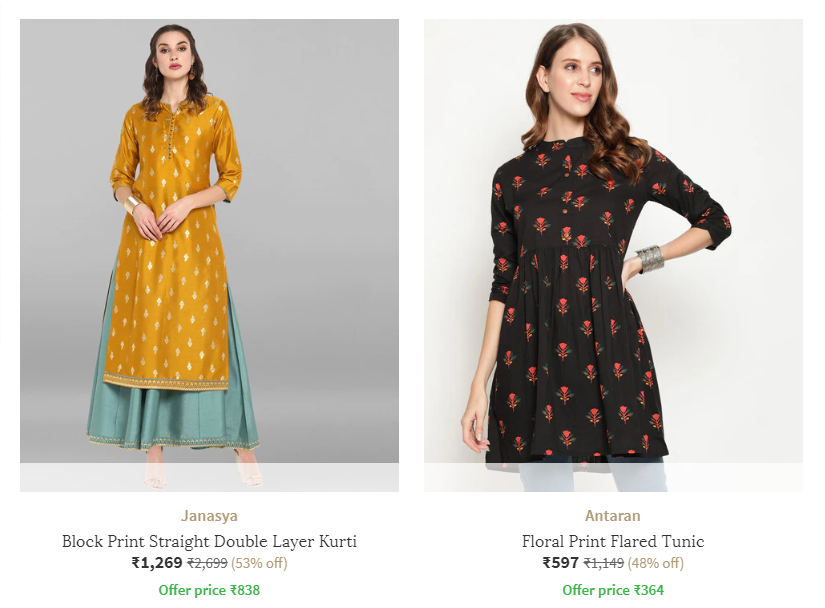 Janasya
Block Print Straight Double Layer Kurti
₹1,269 ₹2,699 (53% off)
Offer price ₹838
Antaran
Floral Print Flared Tunic
₹597 ₹1,149 (48% off)
Offer price ₹364